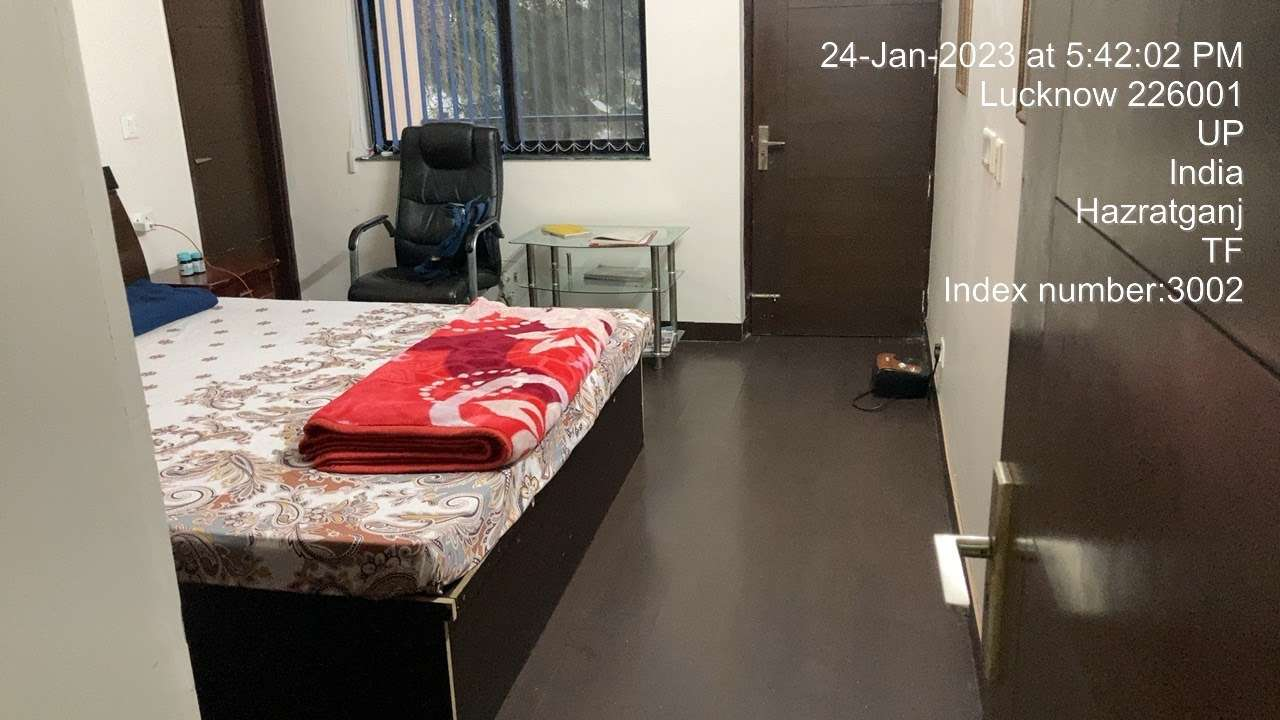 24-Jan-2023 at 5:42:02 PM
Lucknow 226001
UP
India
Hazratganj
TF
Index number:3002